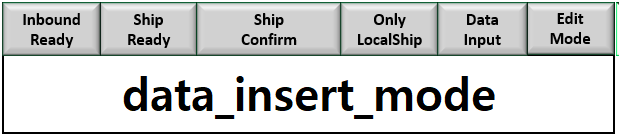 Inbound Ready
Ship Ready
Ship Confirm
Only LocalShip
Data Input
Edit Mode
data_insert_mode